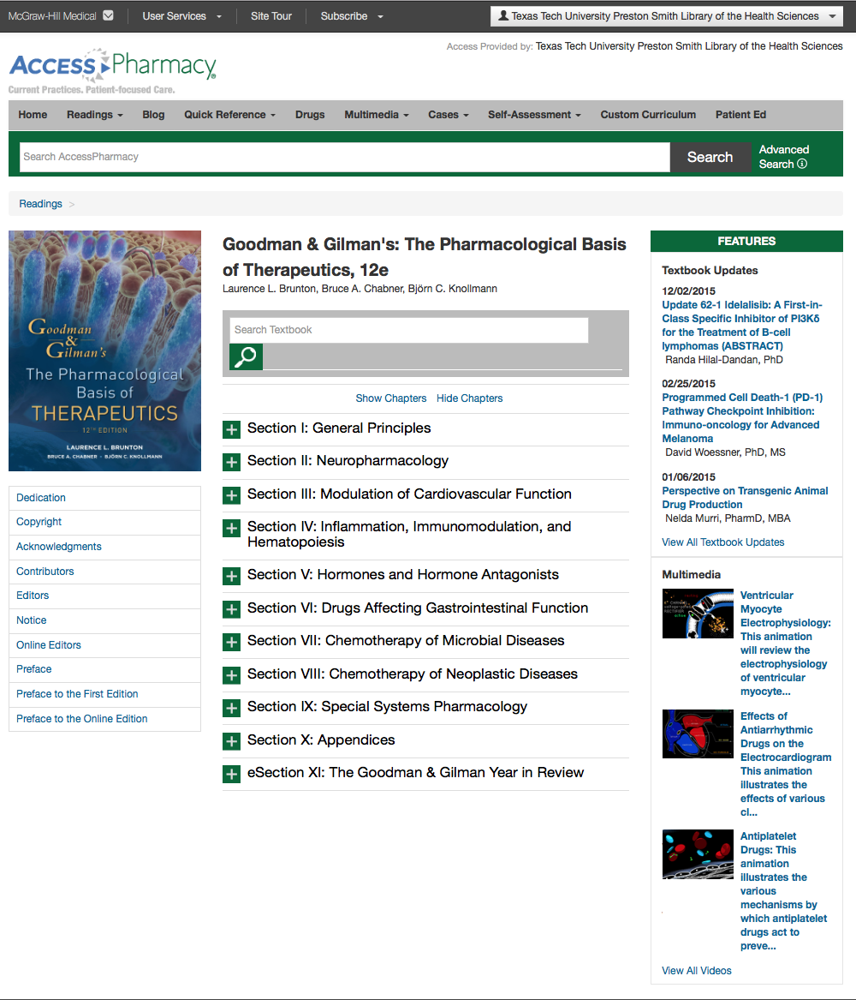 McGraw-Hill Medical
User Services
Site Tour
Subscribe
Texas Tech University Preston Smith Library of the Health Sciences
Access Provided by: Texas Tech University Preston Smith Library of the Health Sciences
ACCESS Pharmacy®
Current Practices. Patient-focused Care.
Home Readings Blog Quick Reference Drugs Multimedia Cases Self-Assessment Custom Curriculum Patient Ed
Search AccessPharmacy
Search
Advanced
Search
Readings >
Goodman
&
Gilman's
The Pharmacological
Basis of
THERAPEUTICS
12TH EDITION
LAURENCE L. BRUNTON
BRUCE A. CHABNER • BJÖRN C. KNOLLMANN
Dedication
Copyright
Acknowledgments
Contributors
Editors
Notice
Online Editors
Preface
Preface to the First Edition
Preface to the Online Edition
Goodman & Gilman's: The Pharmacological Basis
of Therapeutics, 12e
Laurence L. Brunton, Bruce A. Chabner, Björn C. Knollmann
Search Textbook
Show Chapters Hide Chapters
Section I: General Principles
Section II: Neuropharmacology
Section III: Modulation of Cardiovascular Function
Section IV: Inflammation, Immunomodulation, and
Hematopoiesis
Section V: Hormones and Hormone Antagonists
Section VI: Drugs Affecting Gastrointestinal Function
Section VII: Chemotherapy of Microbial Diseases
Section VIII: Chemotherapy of Neoplastic Diseases
Section IX: Special Systems Pharmacology
Section X: Appendices
eSection XI: The Goodman & Gilman Year in Review
FEATURES
Textbook Updates
12/02/2015
Update 62-1 Idelalisib: A First-in-
Class Specific Inhibitor of PI3Kδ
for the Treatment of B-cell
lymphomas (ABSTRACT)
Randa Hilal-Dandan, PhD
02/25/2015
Programmed Cell Death-1 (PD-1)
Pathway Checkpoint Inhibition:
Immuno-oncology for Advanced
Melanoma
David Woessner, PhD, MS
01/06/2015
Perspective on Transgenic Animal
Drug Production
Nelda Murri, PharmD, MBA
View All Textbook Updates
Multimedia
Ventricular
Myocyte
Electrophysiology:
This animation
will review the
electrophysiology
of ventricular
myocyte...
Effects of
Antiarrhythmic
Drugs on the
Electrocardiogram
This animation
illustrates the
effects of various
cl...
Antiplatelet
Drugs: This
animation
illustrates the
various
mechanisms by
which antiplatelet
drugs act to
preve...
View All Videos